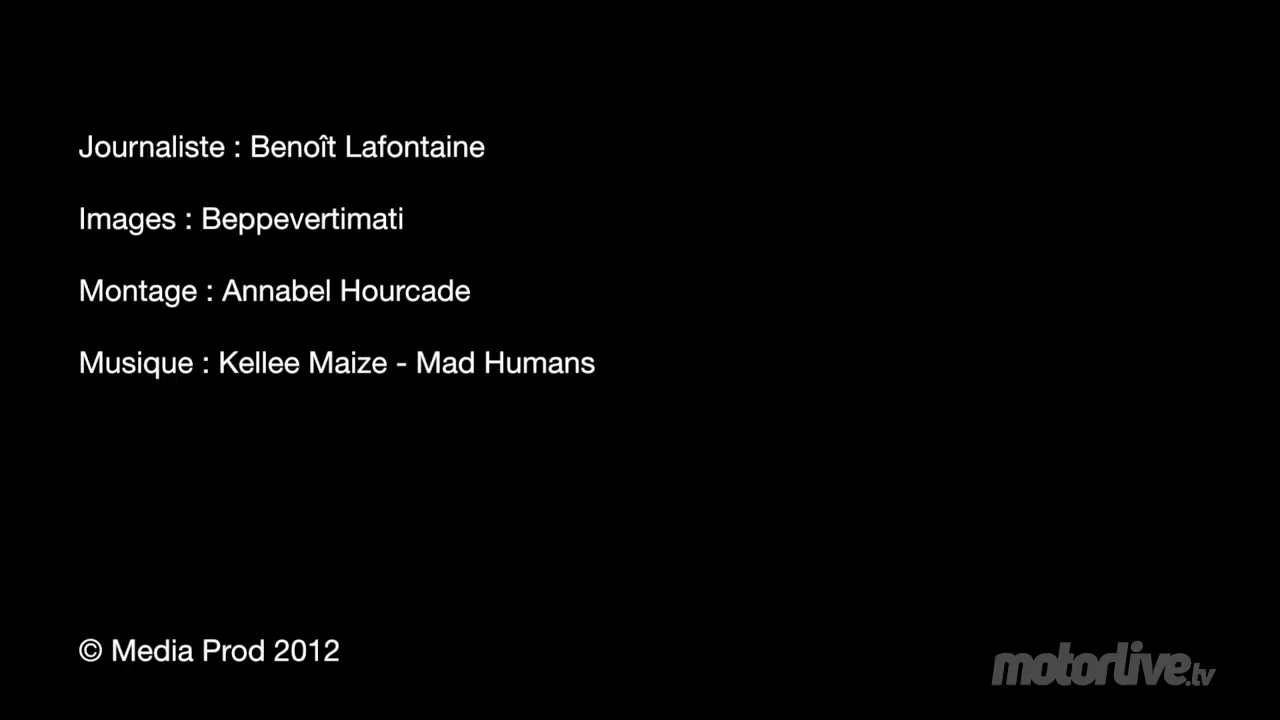 Journaliste : Benoît Lafontaine
Images : Beppevertimati
Montage : Annabel Hourcade
Musique : Kellee Maize - Mad Humans
© Media Prod 2012
motorlive.tv